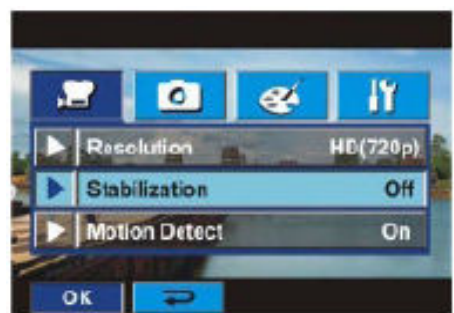 Resolution HD(720p)
Stabilization Off
Motion Detect On
OK